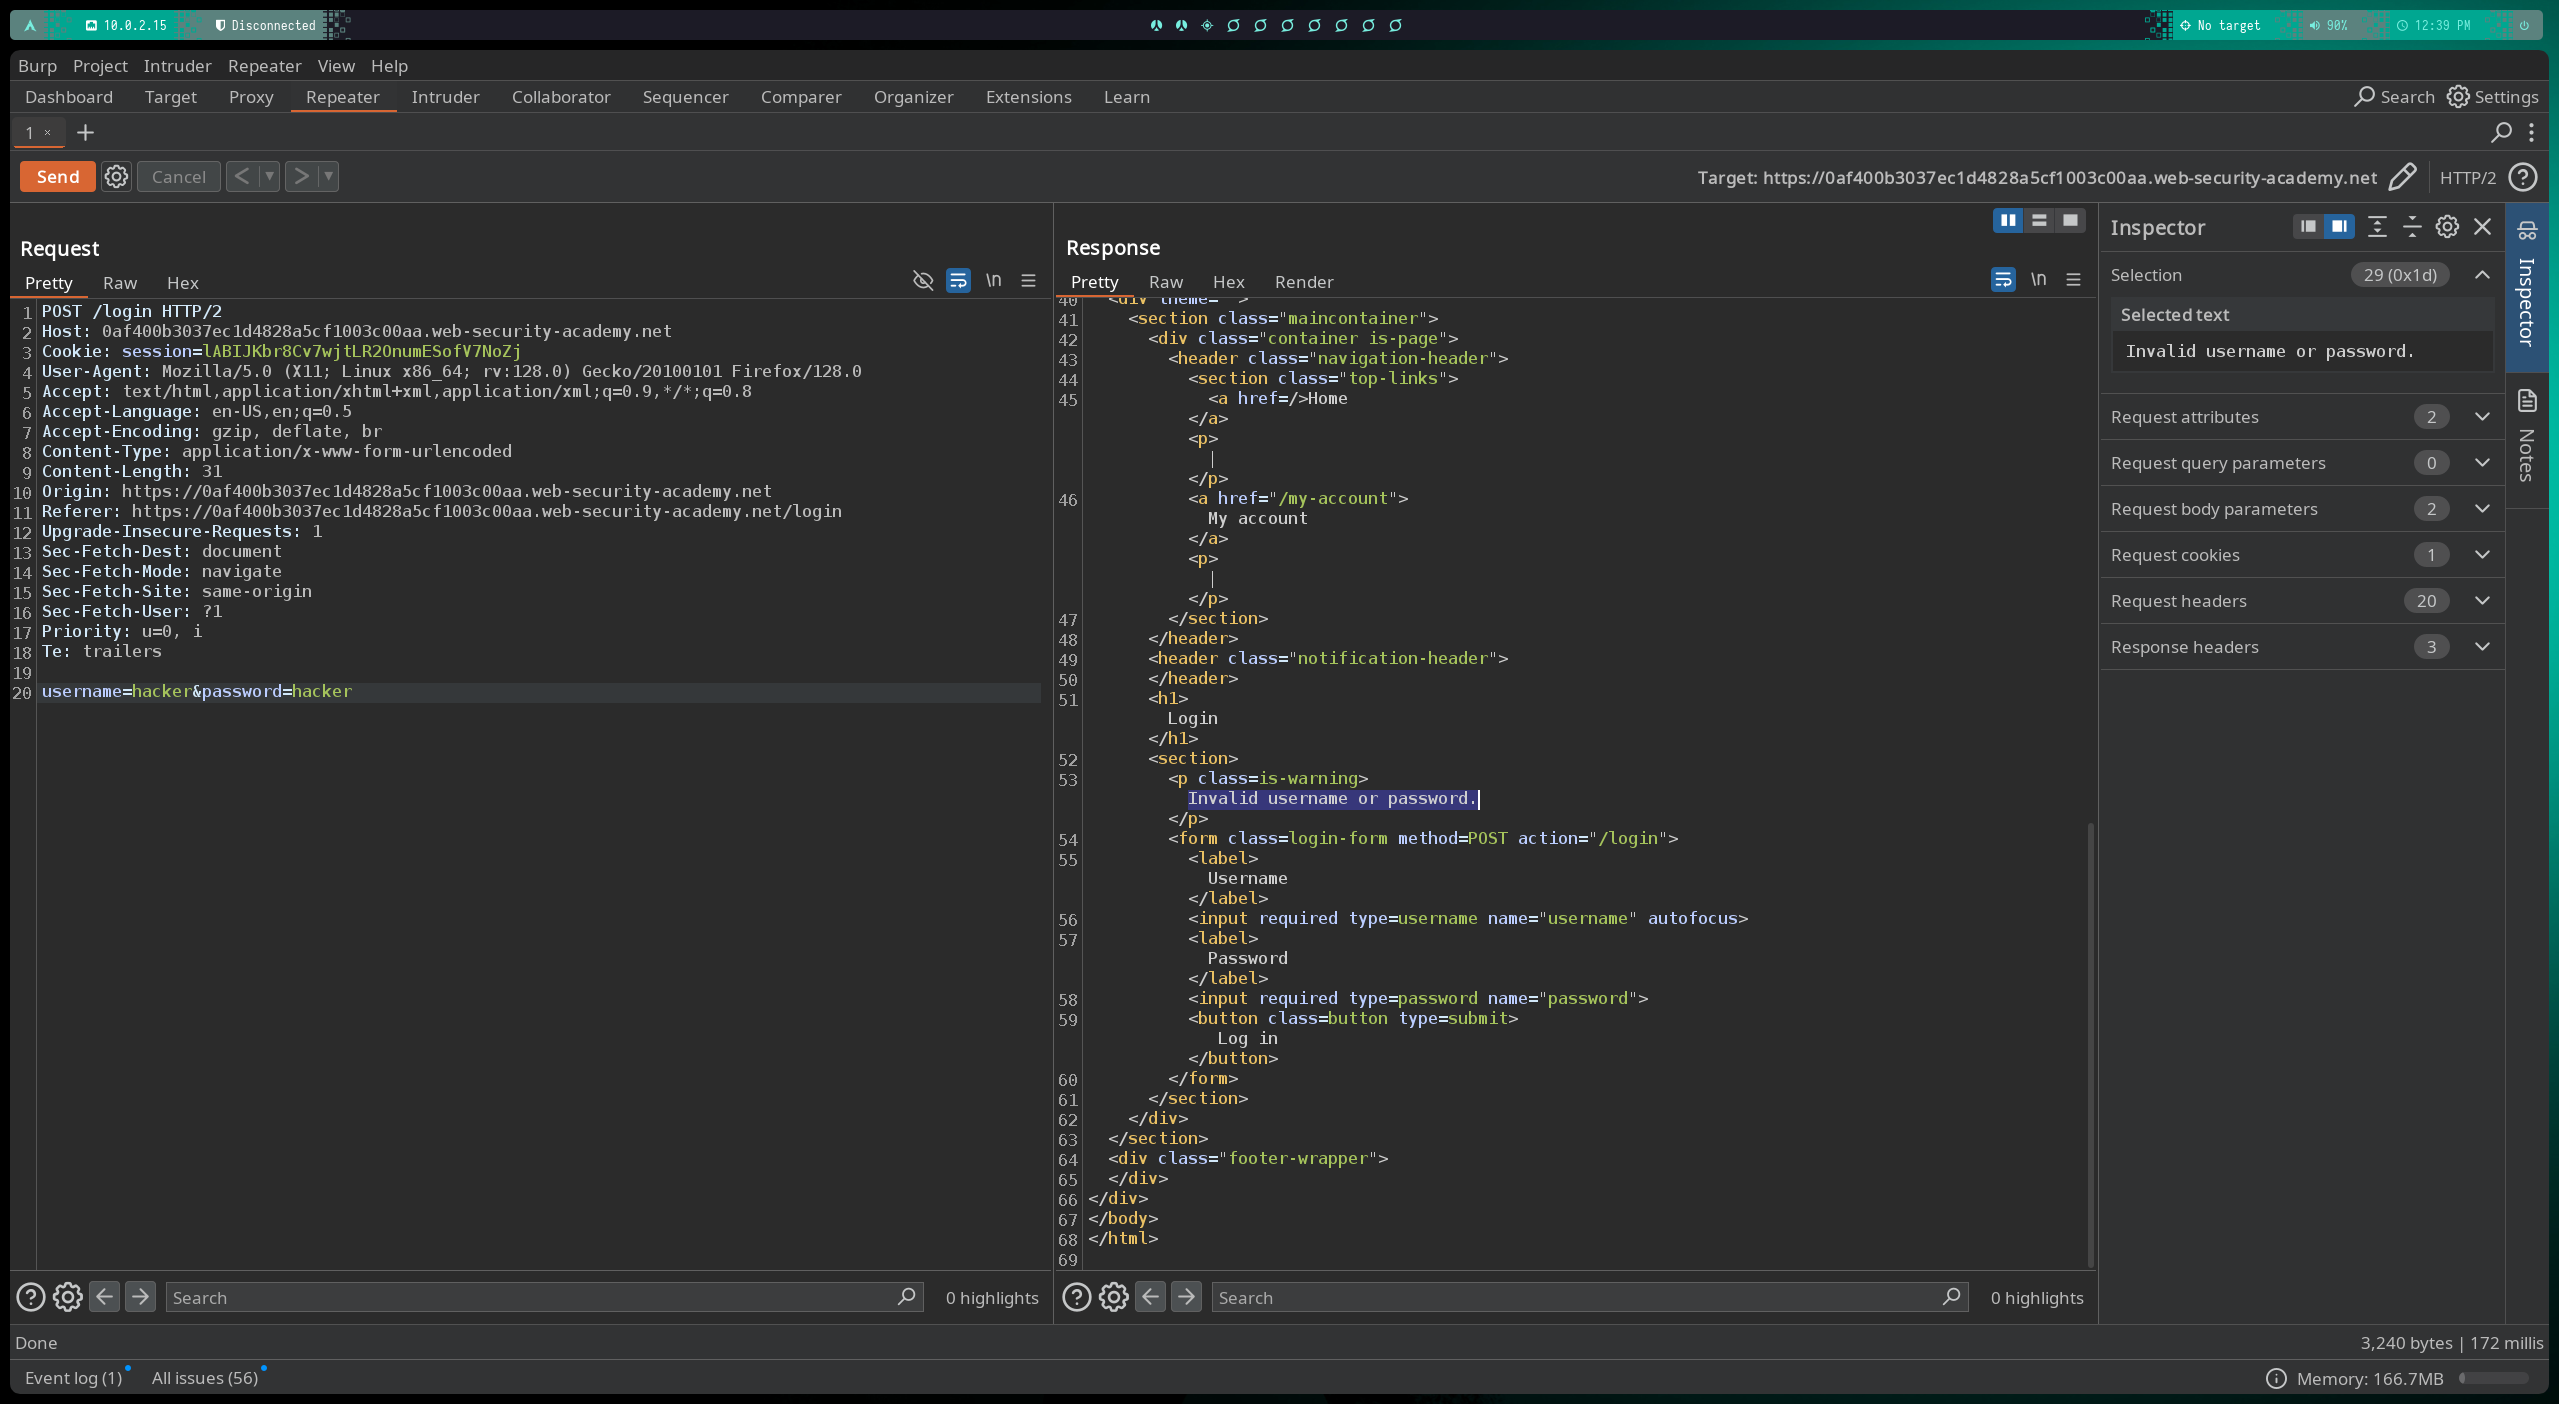 10.0.2.15 Disconnected No target 90% 12:39 PM
Burp Project Intruder Repeater View Help
Dashboard Target Proxy Repeater Intruder Collaborator Sequencer Comparer Organizer Extensions Learn Search Settings
1 × +
Send Cancel < > Target: https://0af400b3037ec1d4828a5cf1003c00aa.web-security-academy.net HTTP/2
Request
Pretty Raw Hex \n
1 POST /login HTTP/2
2 Host: 0af400b3037ec1d4828a5cf1003c00aa.web-security-academy.net
3 Cookie: session=lABIJKbr8Cv7wjtLR2OnumESofV7NoZj
4 User-Agent: Mozilla/5.0 (X11; Linux x86_64; rv:128.0) Gecko/20100101 Firefox/128.0
5 Accept: text/html,application/xhtml+xml,application/xml;q=0.9,*/*;q=0.8
6 Accept-Language: en-US,en;q=0.5
7 Accept-Encoding: gzip, deflate, br
8 Content-Type: application/x-www-form-urlencoded
9 Content-Length: 31
10 Origin: https://0af400b3037ec1d4828a5cf1003c00aa.web-security-academy.net
11 Referer: https://0af400b3037ec1d4828a5cf1003c00aa.web-security-academy.net/login
12 Upgrade-Insecure-Requests: 1
13 Sec-Fetch-Dest: document
14 Sec-Fetch-Mode: navigate
15 Sec-Fetch-Site: same-origin
16 Sec-Fetch-User: ?1
17 Priority: u=0, i
18 Te: trailers
19
20 username=hacker&password=hacker
Search 0 highlights
Response
Pretty Raw Hex Render \n
40 <div theme="">
41 <section class="maincontainer">
42 <div class="container is-page">
43 <header class="navigation-header">
44 <section class="top-links">
45 <a href=/>Home
</a>
<p>
|
</p>
46 <a href="/my-account">
My account
</a>
<p>
|
</p>
47 </section>
48 </header>
49 <header class="notification-header">
50 </header>
51 <h1>
Login
</h1>
52 <section>
53 <p class=is-warning>
Invalid username or password.
</p>
54 <form class=login-form method=POST action="/login">
55 <label>
Username
</label>
56 <input required type=username name="username" autofocus>
57 <label>
Password
</label>
58 <input required type=password name="password">
59 <button class=button type=submit>
Log in
</button>
60 </form>
61 </section>
62 </div>
63 </section>
64 <div class="footer-wrapper">
65 </div>
66 </div>
67 </body>
68 </html>
69
Search 0 highlights
Inspector
Selection 29 (0x1d)
Selected text
Invalid username or password.
Request attributes 2
Request query parameters 0
Request body parameters 2
Request cookies 1
Request headers 20
Response headers 3
Inspector
Notes
Done 3,240 bytes | 172 millis
Event log (1) All issues (56) Memory: 166.7MB